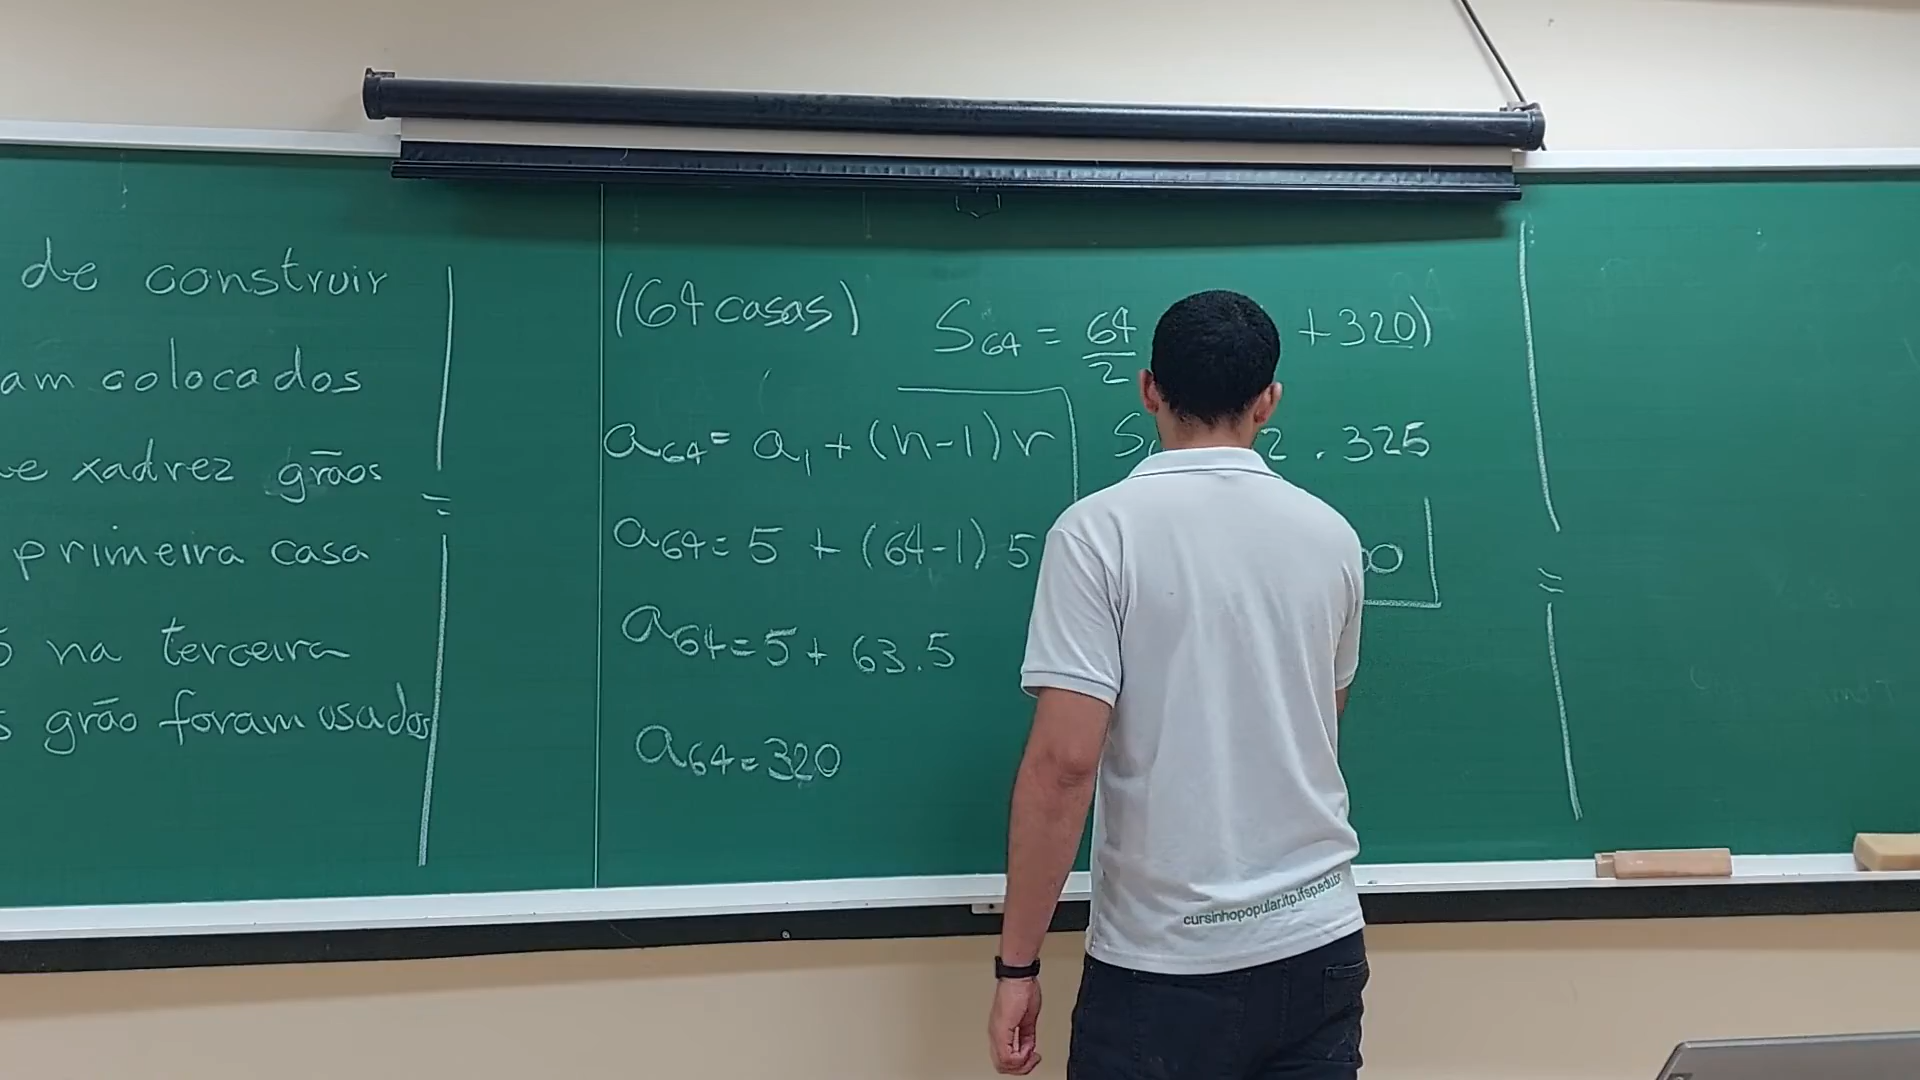 de construir
am colocados
e xadrez grãos
primeira casa
na terceira
grão foram usados
(64 casas)
a₆₄ = a₁ + (n-1)r
a₆₄ = 5 + (64-1) 5
a₆₄ = 5 + 63.5
a₆₄ = 320
S₆₄ = 64/2 +320)
S 2 . 325
00
cursinhopopular.itp.ifsp.edu.br